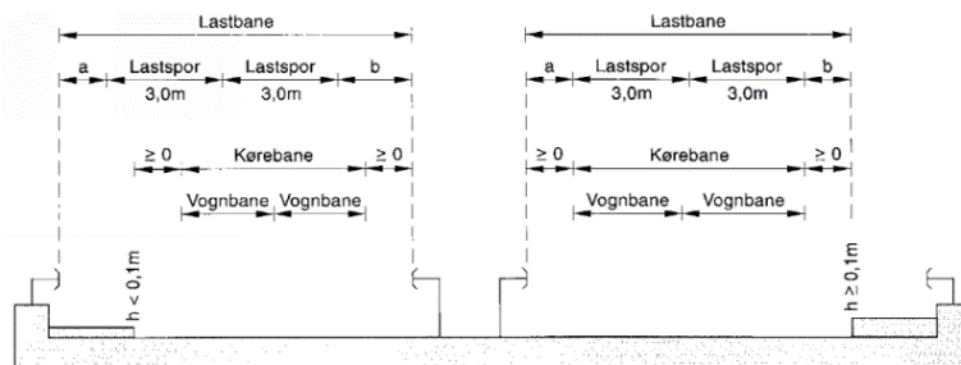 Lastbane Lastbane
a Lastspor Lastspor b a Lastspor Lastspor b
3,0m 3,0m 3,0m 3,0m
≥ 0 Kørebane ≥ 0 ≥ 0 Kørebane ≥ 0
Vognbane Vognbane Vognbane Vognbane
h < 0,1m h ≥ 0,1m